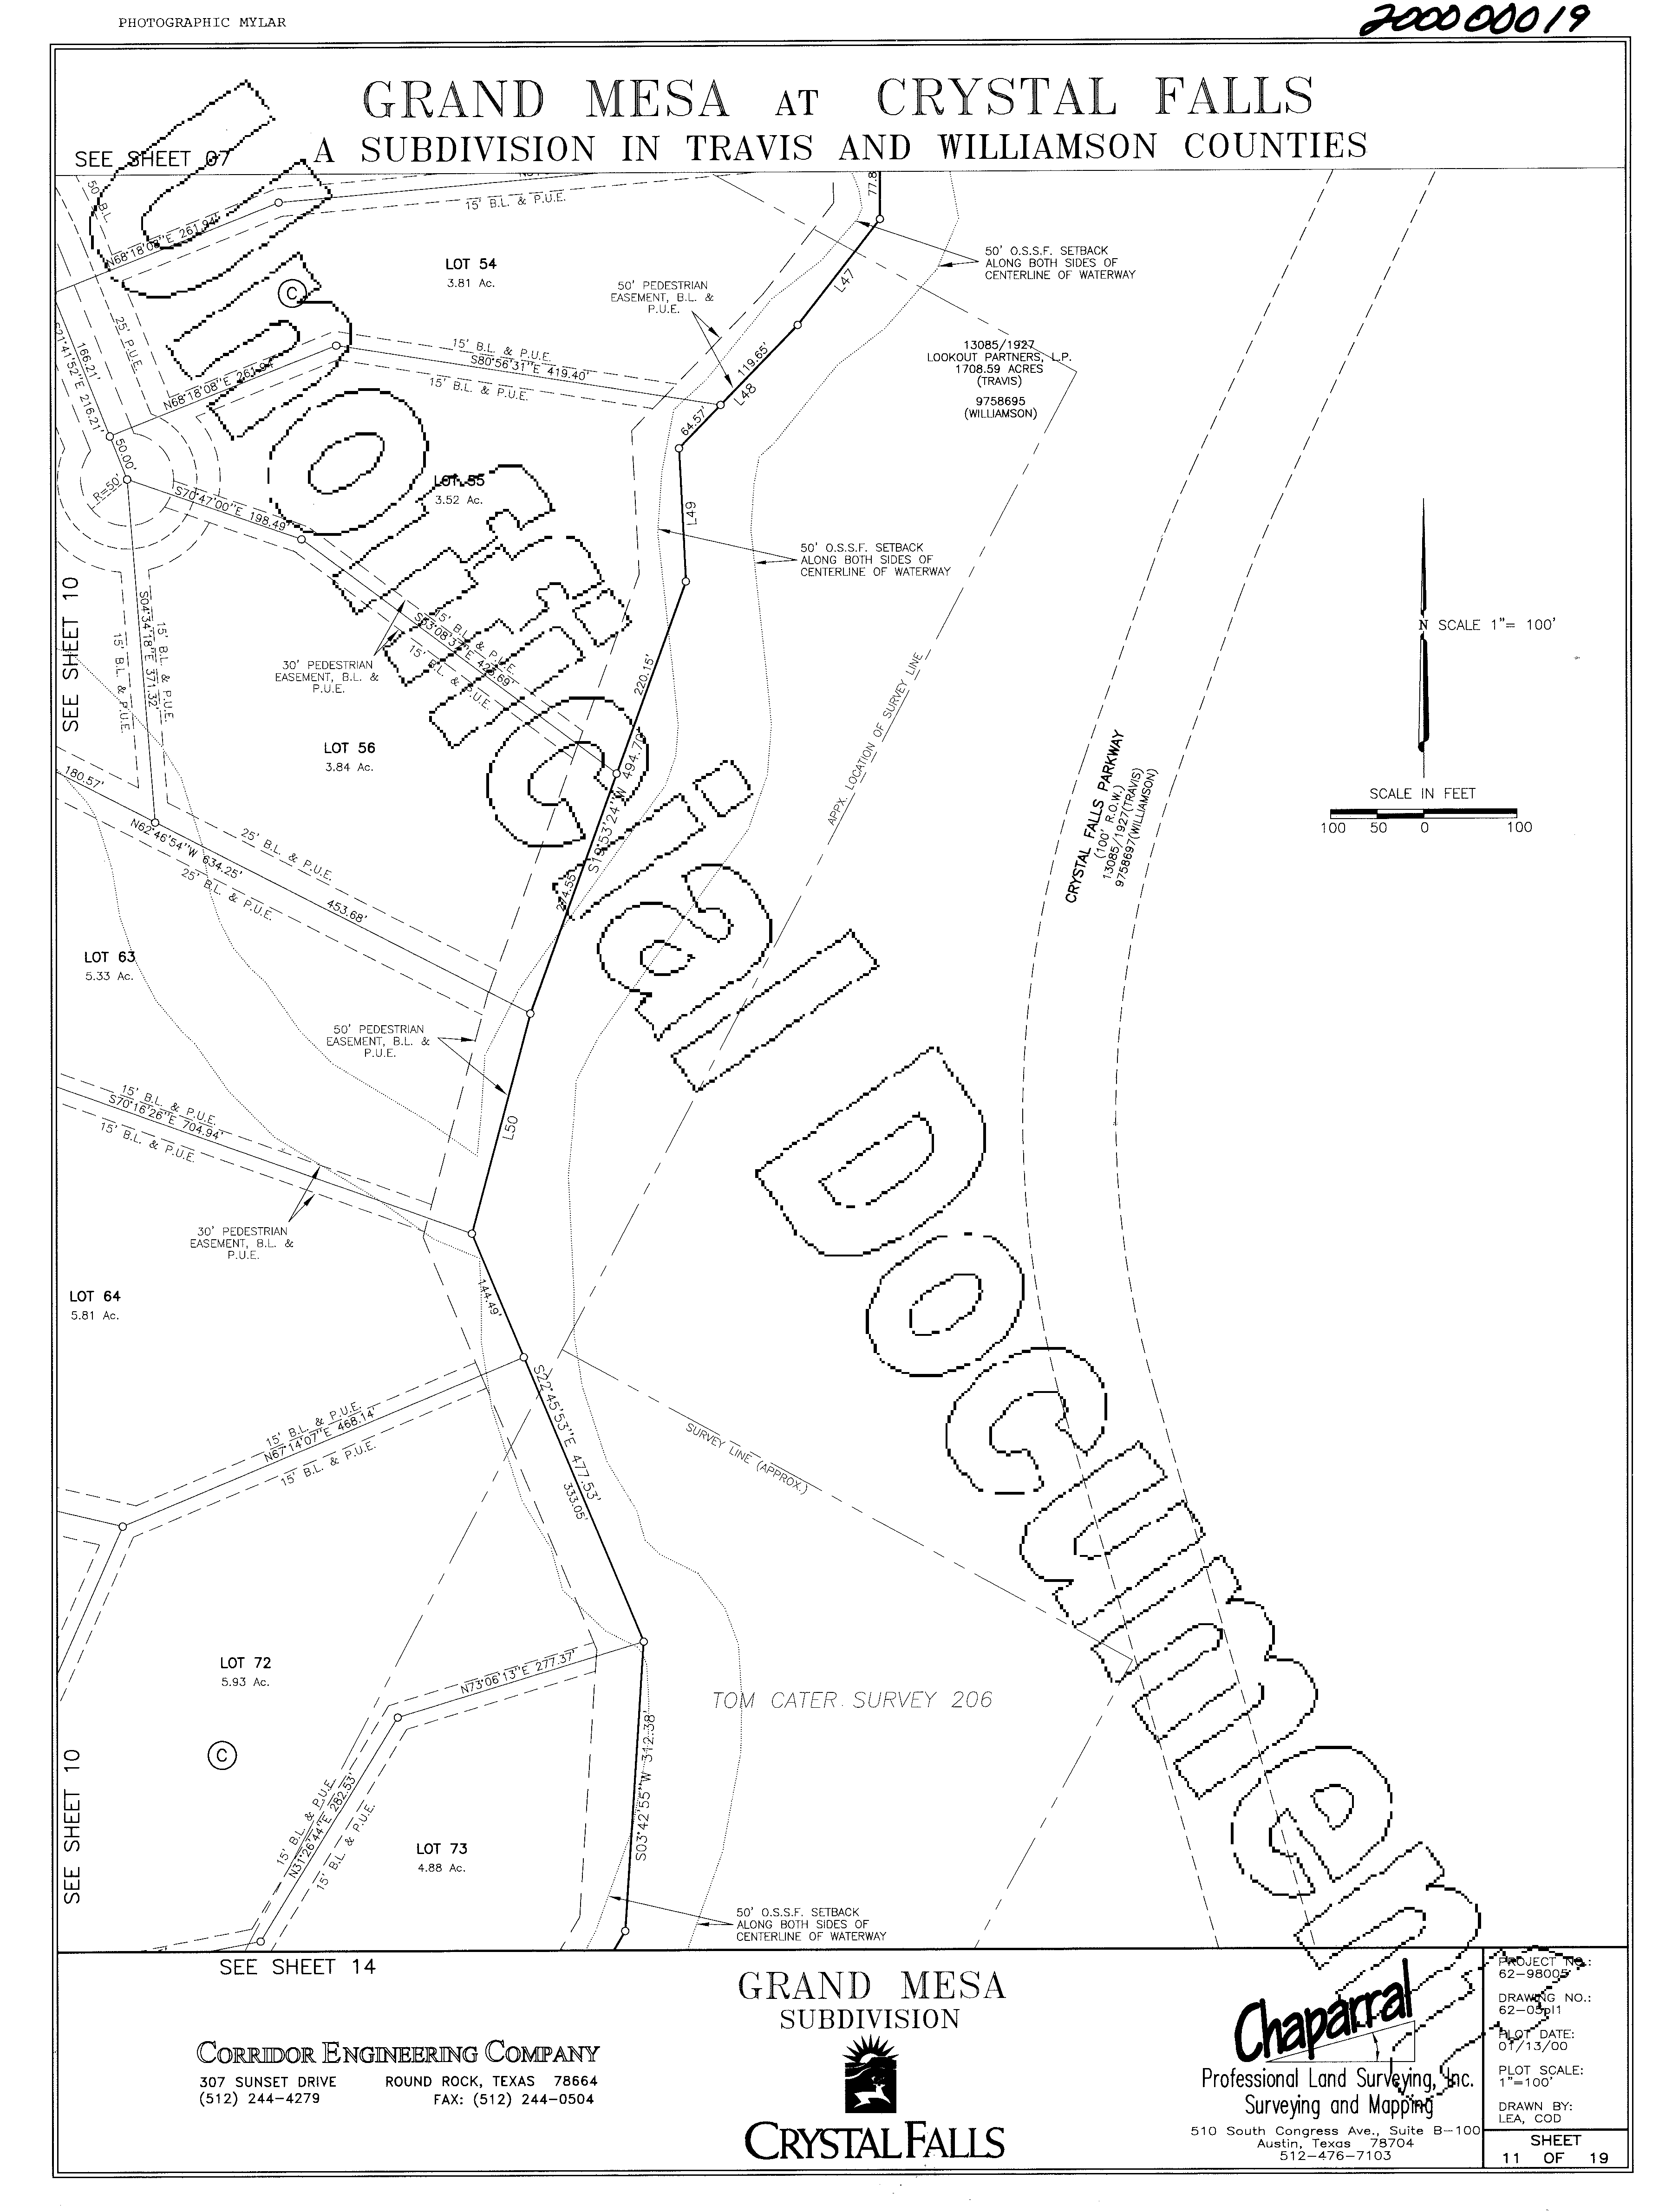 PHOTOGRAPHIC MYLAR
200000019
GRAND MESA AT CRYSTAL FALLS
A SUBDIVISION IN TRAVIS AND WILLIAMSON COUNTIES
SEE SHEET 07
50' B.L.
N68°18'08"E 261.94'
15' B.L. & P.U.E.
77.8
L47
50' O.S.S.F. SETBACK
ALONG BOTH SIDES OF
CENTERLINE OF WATERWAY
LOT 54
3.81 Ac.
C
50' PEDESTRIAN
EASEMENT, B.L. &
P.U.E.
25' P.U.E.
S21°41'52"E 216.21'
166.21'
50.00'
N68°18'08"E 261.94'
15' B.L. & P.U.E.
S80°56'31"E 419.40'
15' B.L. & P.U.E.
119.65'
L48
64.57'
13085/1927
LOOKOUT PARTNERS, L.P.
1708.59 ACRES
(TRAVIS)
9758695
(WILLIAMSON)
R=50'
S70°47'00"E 198.49'
LOT 55
3.52 Ac.
L49
50' O.S.S.F. SETBACK
ALONG BOTH SIDES OF
CENTERLINE OF WATERWAY
SEE SHEET 10
S04°34'18"E 371.32'
15' B.L. & P.U.E.
15' B.L. & P.U.E.
15' B.L. & P.U.E.
15' B.L. & P.U.E.
30' PEDESTRIAN
EASEMENT, B.L. &
P.U.E.
220.15'
APPX. LOCATION OF SURVEY LINE
N SCALE 1"= 100'
LOT 56
3.84 Ac.
S19°53'24"W 494.70'
274.55'
180.57'
N62°46'54"W 634.25'
453.68'
25' B.L. & P.U.E.
25' B.L. & P.U.E.
CRYSTAL FALLS PARKWAY
(100' R.O.W.)
13085/1927(TRAVIS)
9758697(WILLIAMSON)
SCALE IN FEET
100 50 0 100
LOT 63
5.33 Ac.
50' PEDESTRIAN
EASEMENT, B.L. &
P.U.E.
L50
15' B.L. & P.U.E.
S70°16'26"E 704.94'
15' B.L. & P.U.E.
30' PEDESTRIAN
EASEMENT, B.L. &
P.U.E.
LOT 64
5.81 Ac.
144.49'
S22°45'53"E 477.53'
333.05'
15' B.L. & P.U.E.
N67°14'07"E 468.14'
15' B.L. & P.U.E.
SURVEY LINE (APPROX.)
LOT 72
5.93 Ac.
N73°06'13"E 277.37'
TOM CATER SURVEY 206
C
SEE SHEET 10
S03°42'55"W 312.38'
15' B.L. & P.U.E.
N31°26'44"E 282.53'
15' B.L. & P.U.E.
LOT 73
4.88 Ac.
50' O.S.S.F. SETBACK
ALONG BOTH SIDES OF
CENTERLINE OF WATERWAY
Unofficial Document
SEE SHEET 14
CORRIDOR ENGINEERING COMPANY
307 SUNSET DRIVE ROUND ROCK, TEXAS 78664
(512) 244-4279 FAX: (512) 244-0504
GRAND MESA
SUBDIVISION
CRYSTAL FALLS
Chaparral
Professional Land Surveying, Inc.
Surveying and Mapping
510 South Congress Ave., Suite B-100
Austin, Texas 78704
512-476-7103
PROJECT NO.:
62-98005
DRAWING NO.:
PLOT DATE:
01/13/00
PLOT SCALE:
1"=100'
DRAWN BY:
LEA, COD
SHEET
11 OF 19